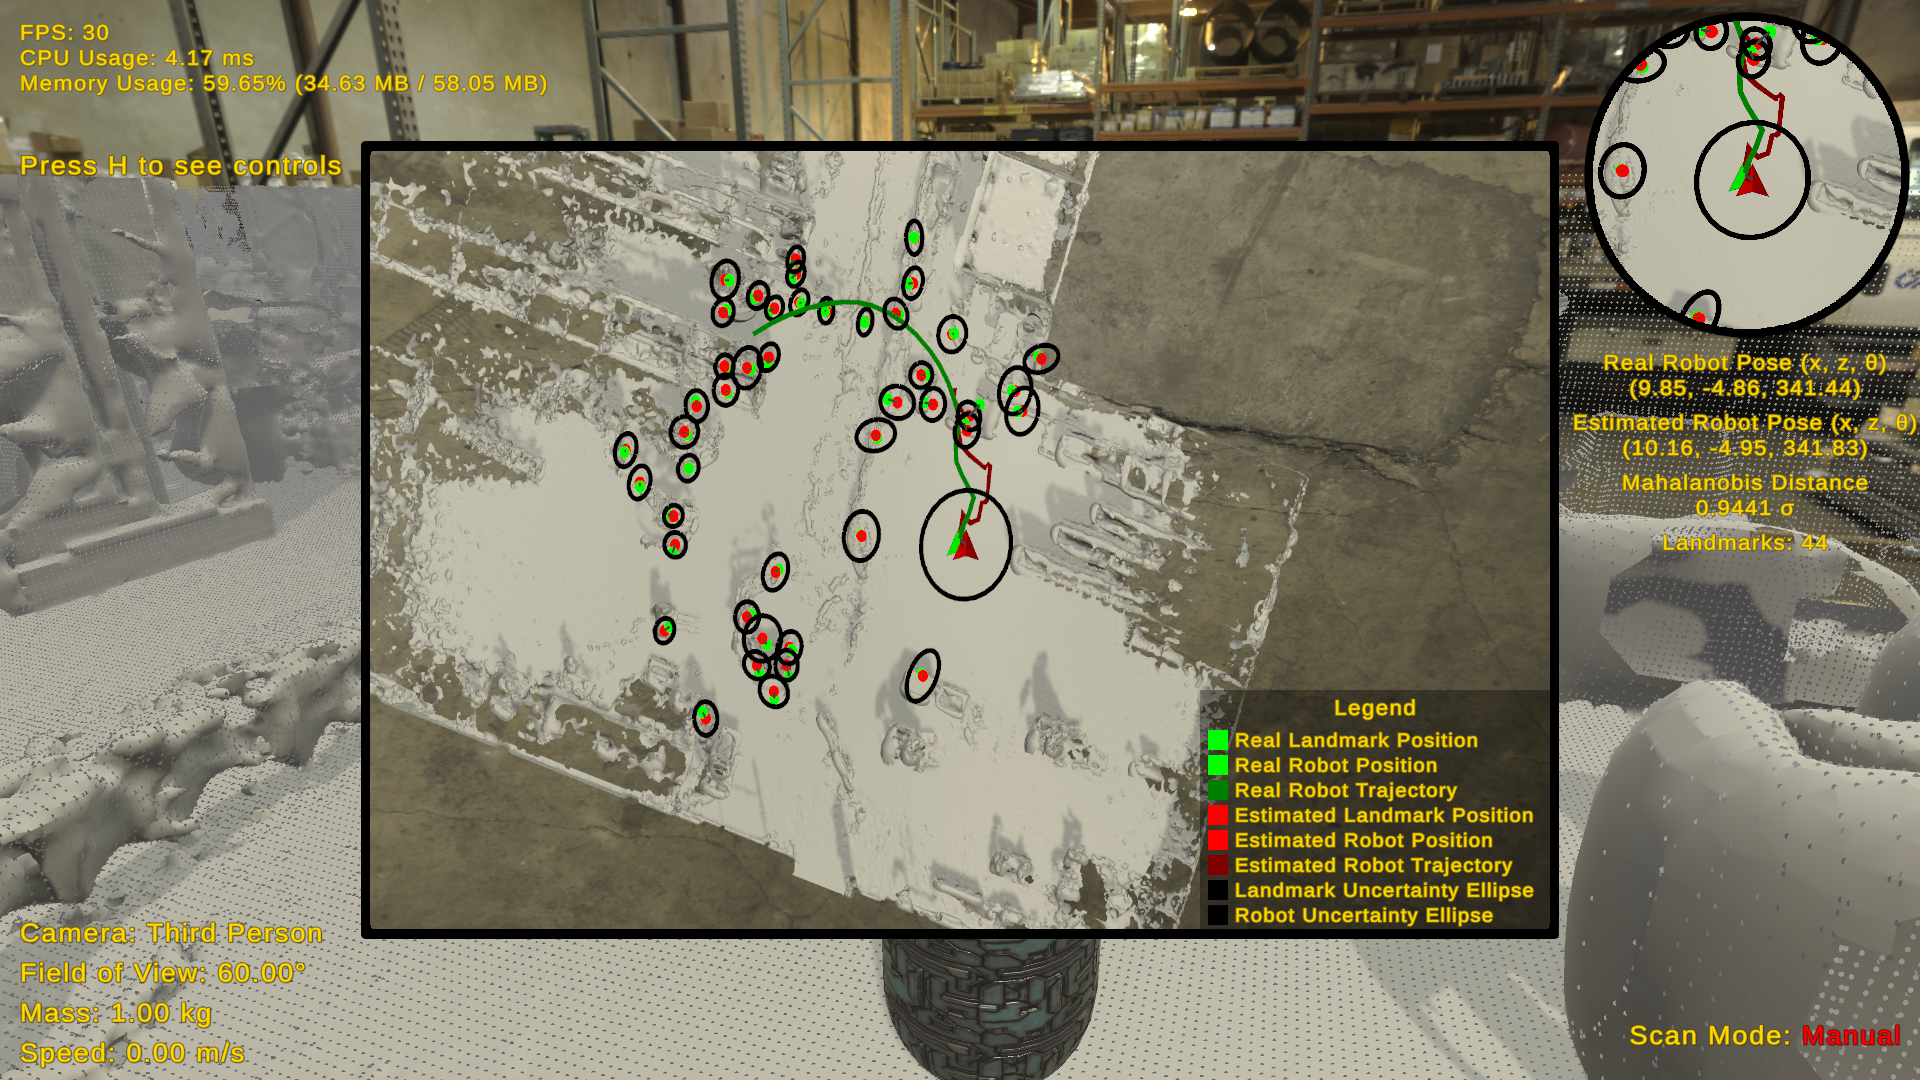 FPS: 30
CPU Usage: 4.17 ms
Memory Usage: 59.65% (34.63 MB / 58.05 MB)
Press H to see controls
Real Robot Pose (x, z, θ)
(9.85, -4.86, 341.44)
Estimated Robot Pose (x, z, θ)
(10.16, -4.95, 341.83)
Mahalanobis Distance
0.9441 σ
Landmarks: 44
Legend
Real Landmark Position
Real Robot Position
Real Robot Trajectory
Estimated Landmark Position
Estimated Robot Position
Estimated Robot Trajectory
Landmark Uncertainty Ellipse
Robot Uncertainty Ellipse
Camera: Third Person
Field of View: 60.00°
Mass: 1.00 kg
Speed: 0.00 m/s
Scan Mode: Manual